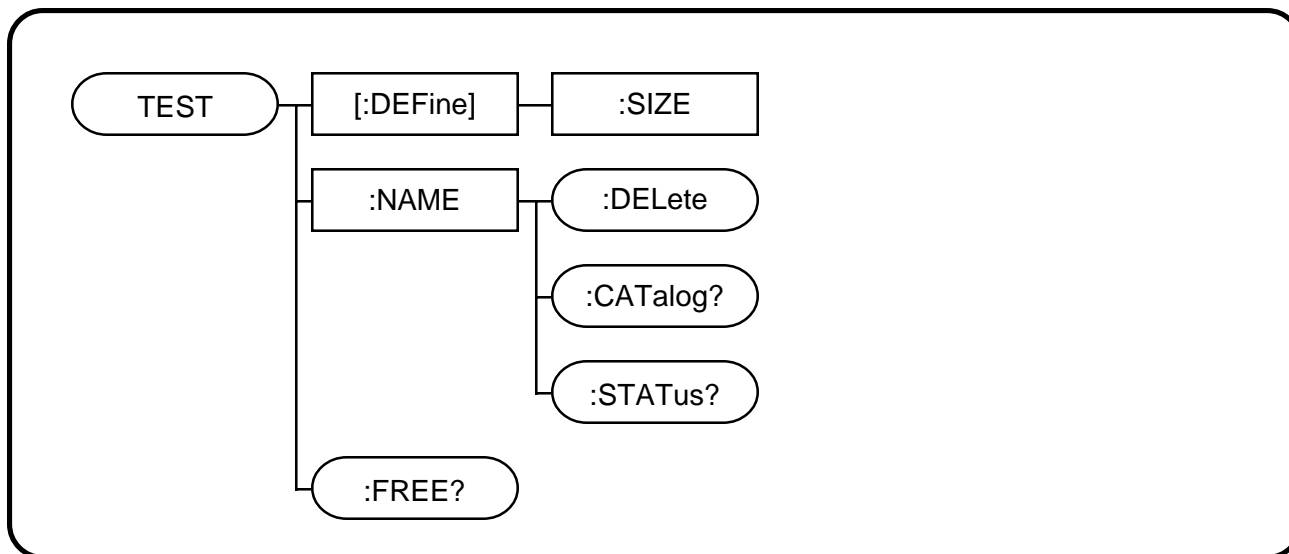 TEST [:DEFine] :SIZE
:NAME :DELete
:CATalog?
:STATus?
:FREE?